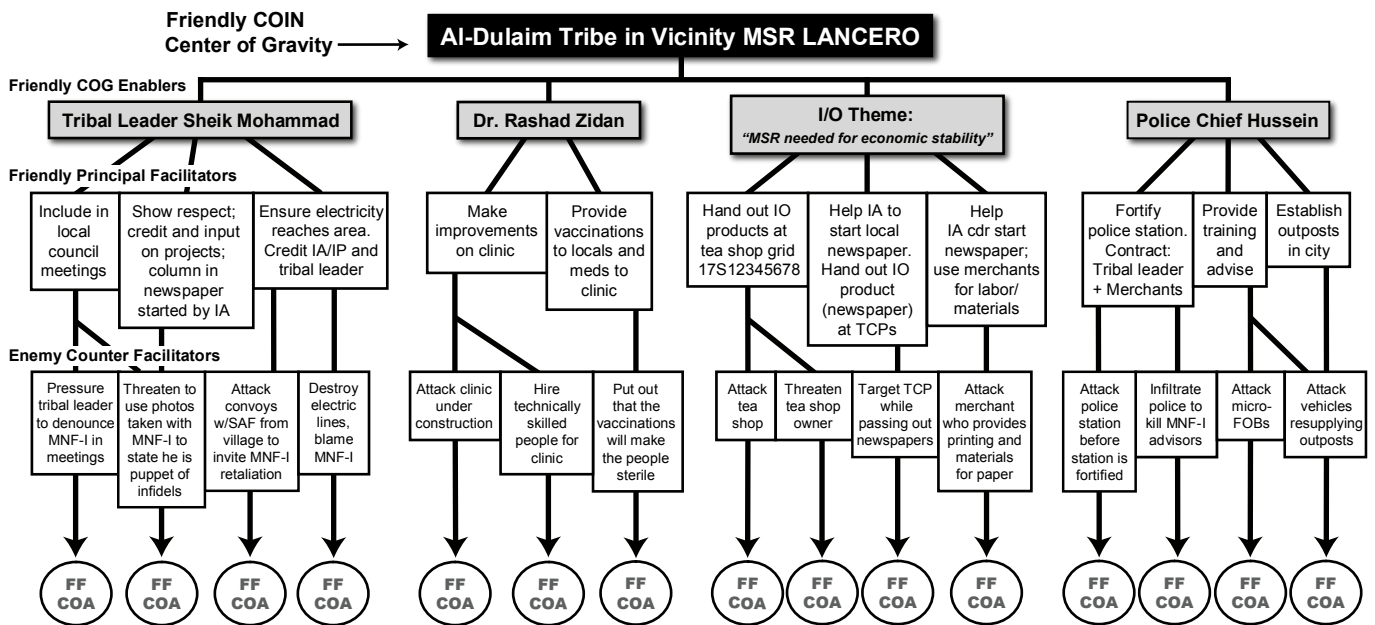 Friendly COIN
Center of Gravity
Al-Dulaim Tribe in Vicinity MSR LANCERO
Friendly COG Enablers
Tribal Leader Sheik Mohammad
Dr. Rashad Zidan
I/O Theme:
“MSR needed for economic stability”
Police Chief Hussein
Friendly Principal Facilitators
Include in
local
council
meetings
Show respect;
credit and input
on projects;
column in
newspaper
started by IA
Ensure electricity
reaches area.
Credit IA/IP and
tribal leader
Make
improvements
on clinic
Provide
vaccinations
to locals and
meds to
clinic
Hand out IO
products at
tea shop grid
17S12345678
Help IA to
start local
newspaper.
Hand out IO
product
(newspaper)
at TCPs
Help
IA cdr start
newspaper;
use merchants
for labor/
materials
Fortify
police station.
Contract:
Tribal leader
+ Merchants
Provide
training
and
advise
Establish
outposts
in city
Enemy Counter Facilitators
Pressure
tribal leader
to denounce
MNF-I in
meetings
Threaten to
use photos
taken with
MNF-I to
state he is
puppet of
infidels
Attack
convoys
w/SAF from
village to
invite MNF-I
retaliation
Destroy
electric
lines,
blame
MNF-I
Attack clinic
under
construction
Hire
technically
skilled
people for
clinic
Put out
that the
vaccinations
will make
the people
sterile
Attack
tea
shop
Threaten
tea shop
owner
Target TCP
while
passing out
newspapers
Attack
merchant
who provides
printing and
materials
for paper
Attack
police
station
before
station is
fortified
Infiltrate
police to
kill MNF-I
advisors
Attack
micro-
FOBs
Attack
vehicles
resupplying
outposts
FF
COA
FF
COA
FF
COA
FF
COA
FF
COA
FF
COA
FF
COA
FF
COA
FF
COA
FF
COA
FF
COA
FF
COA
FF
COA
FF
COA
FF
COA